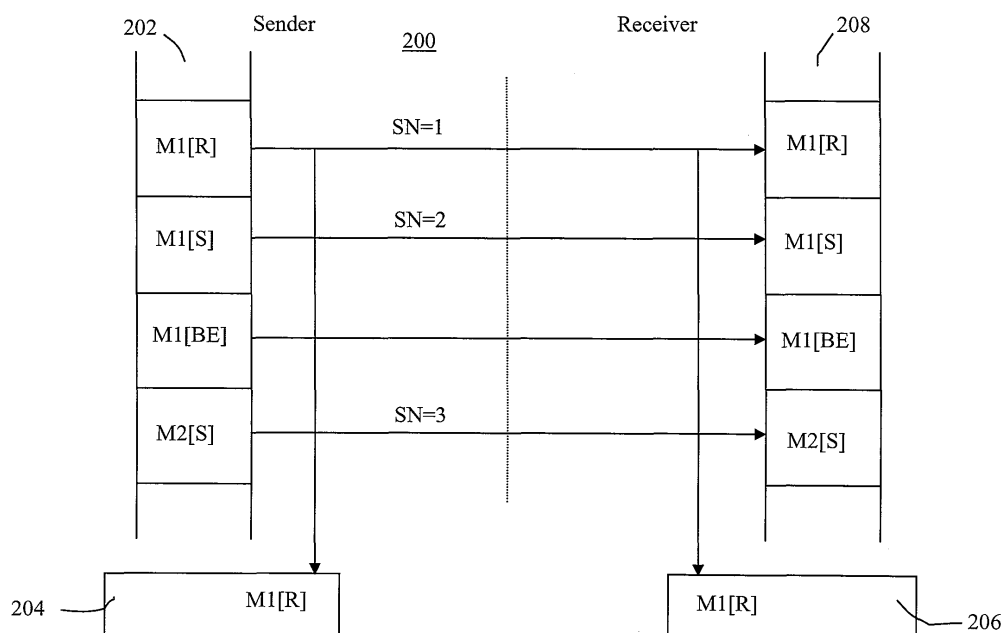 202 Sender 200 Receiver 208
M1[R] SN=1 M1[R]
M1[S] SN=2 M1[S]
M1[BE] M1[BE]
M2[S] SN=3 M2[S]
204 M1[R] M1[R] 206